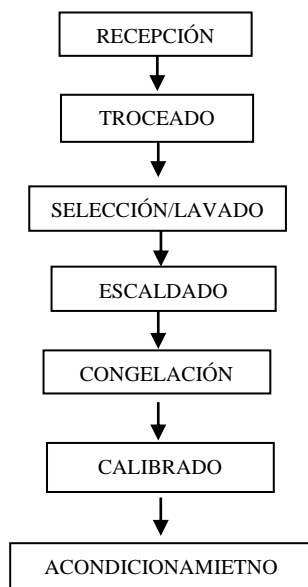 RECEPCIÓN
TROCEADO
SELECCIÓN/LAVADO
ESCALDADO
CONGELACIÓN
CALIBRADO
ACONDICIONAMIETNO